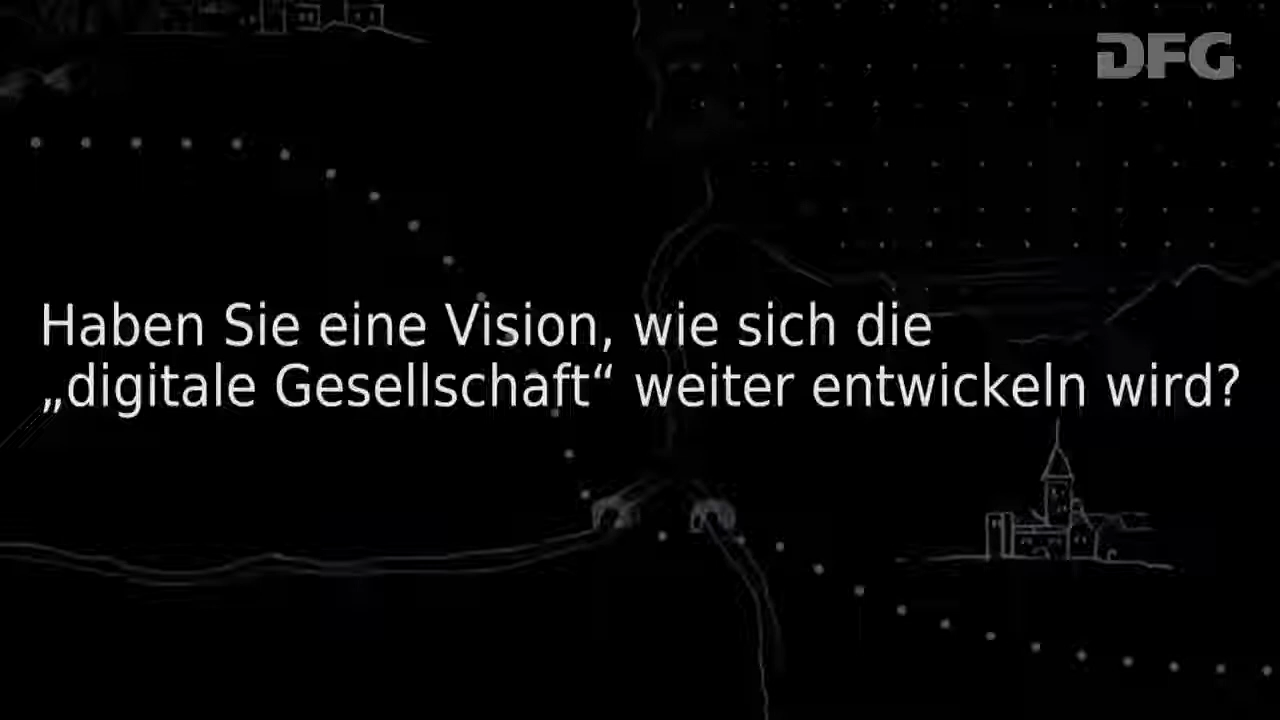 DFG
Haben Sie eine Vision, wie sich die
„digitale Gesellschaft“ weiter entwickeln wird?